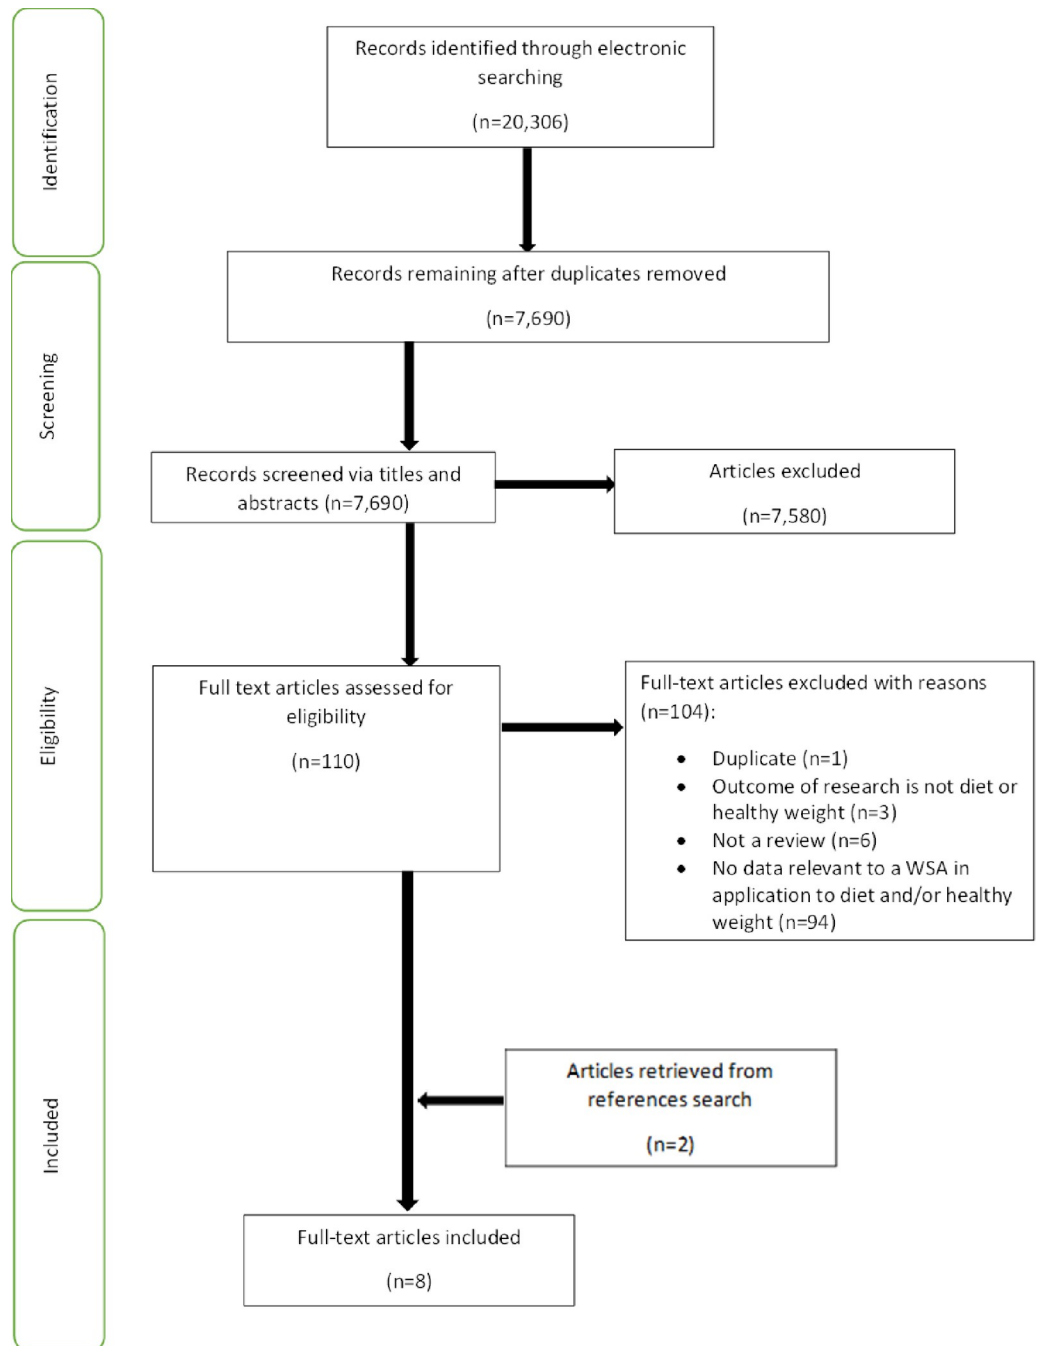 Identification
Records identified through electronic
searching
(n=20,306)
Records remaining after duplicates removed
(n=7,690)
Screening
Records screened via titles and
abstracts (n=7,690)
Articles excluded
(n=7,580)
Eligibility
Full text articles assessed for
eligibility
(n=110)
Full-text articles excluded with reasons
(n=104):
• Duplicate (n=1)
• Outcome of research is not diet or
healthy weight (n=3)
• Not a review (n=6)
• No data relevant to a WSA in
application to diet and/or healthy
weight (n=94)
Included
Articles retrieved from
references search
(n=2)
Full-text articles included
(n=8)